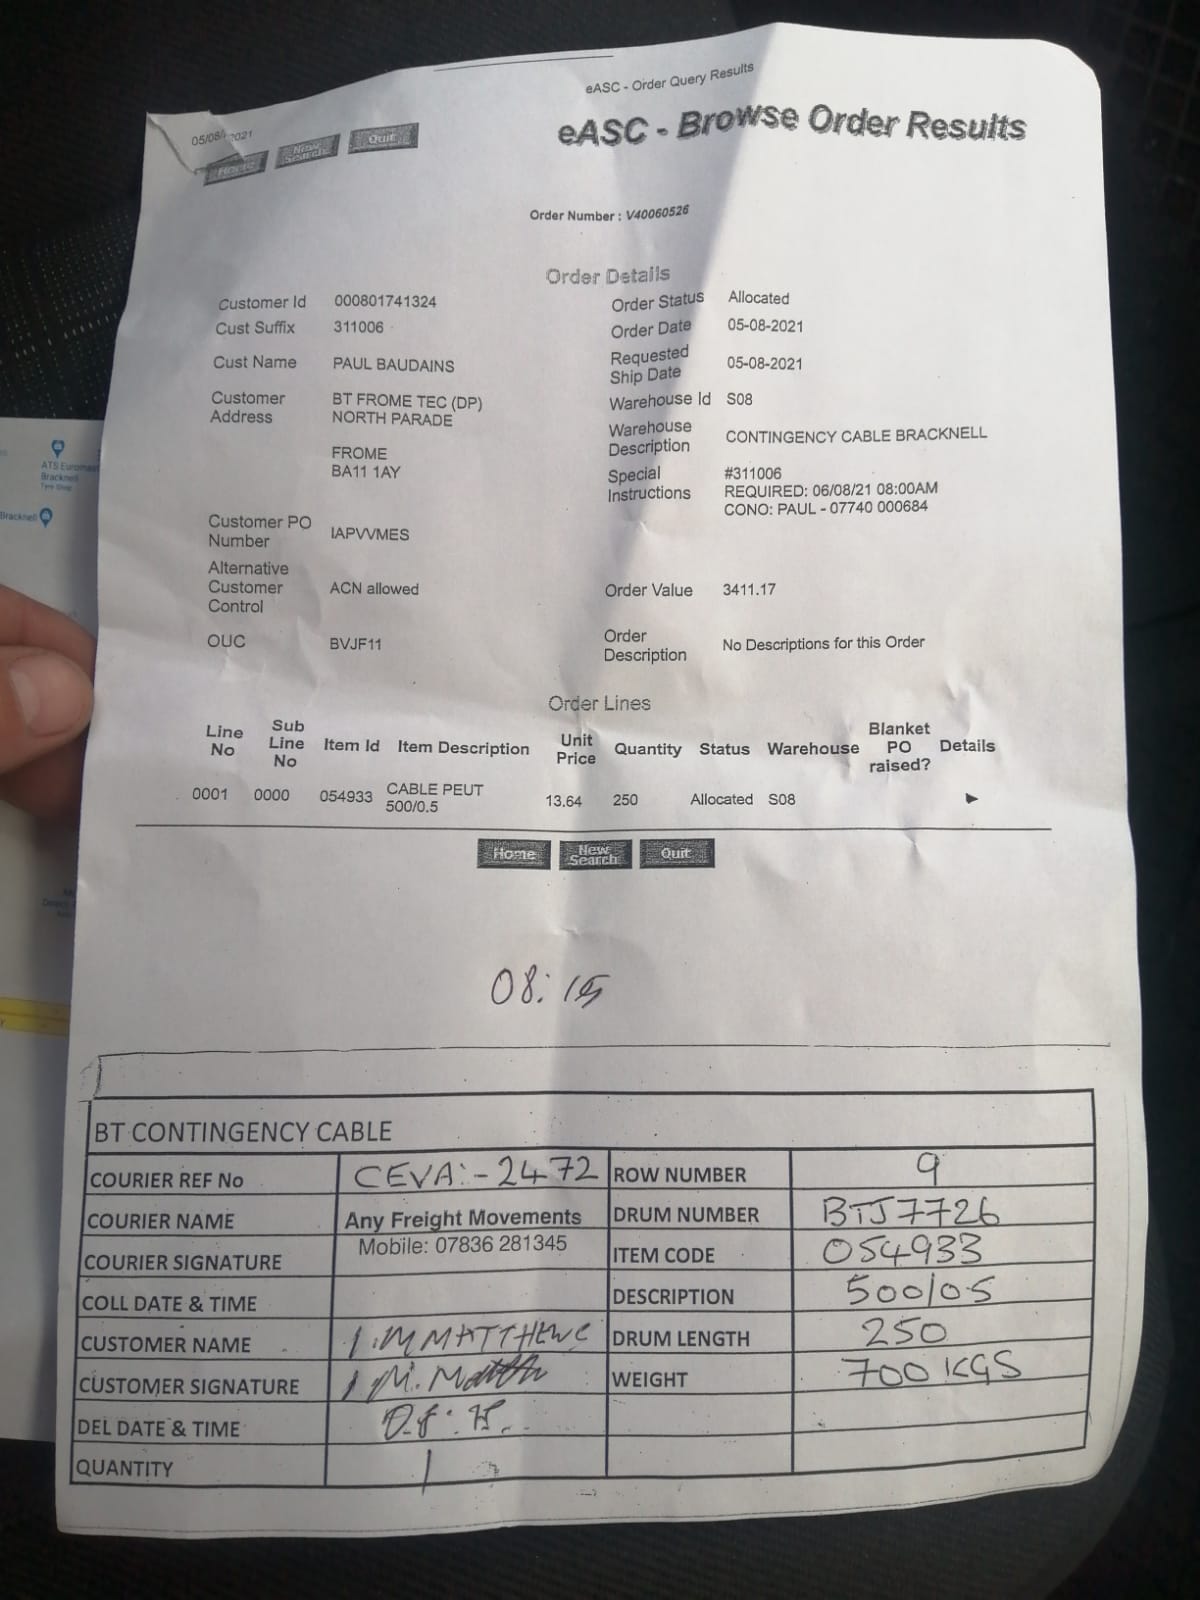 eASC - Order Query Results
05/08/2021
Home New Search Quit
eASC - Browse Order Results
Order Number : V40060526
Order Details
Customer Id 000801741324 Order Status Allocated
Cust Suffix 311006 Order Date 05-08-2021
Cust Name PAUL BAUDAINS Requested Ship Date 05-08-2021
Customer Address BT FROME TEC (DP) Warehouse Id S08
NORTH PARADE
FROME
BA11 1AY
Warehouse Description CONTINGENCY CABLE BRACKNELL
Special Instructions #311006
REQUIRED: 06/08/21 08:00AM
CONO: PAUL - 07740 000684
Customer PO Number IAPVVMES
Alternative Customer Control ACN allowed Order Value 3411.17
OUC BVJF11 Order Description No Descriptions for this Order
Order Lines
Line No Sub Line No Item Id Item Description Unit Price Quantity Status Warehouse Blanket PO raised? Details
0001 0000 054933 CABLE PEUT 500/0.5 13.64 250 Allocated S08
Home New Search Quit
08:15
BT CONTINGENCY CABLE
COURIER REF No CEVA:-2472 ROW NUMBER 9
COURIER NAME Any Freight Movements DRUM NUMBER BTJ7726
Mobile: 07836 281345
COURIER SIGNATURE ITEM CODE 054933
COLL DATE & TIME DESCRIPTION 500/05
CUSTOMER NAME DRUM LENGTH 250
CUSTOMER SIGNATURE WEIGHT 700 KGS
DEL DATE & TIME
QUANTITY 1
ATS Euromas
Bracknell
Tyre Shop
Bracknell